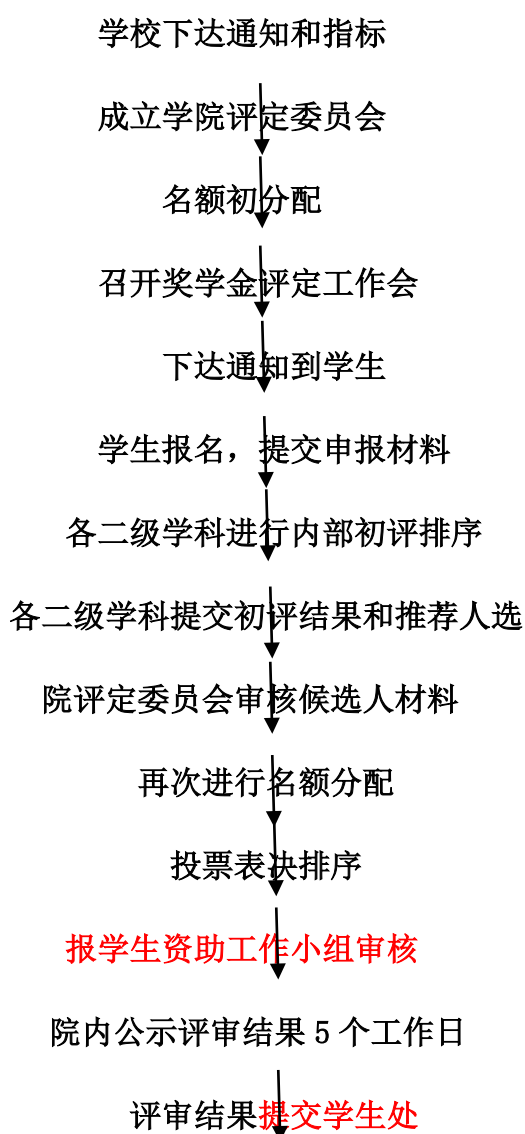 学校下达通知和指标
成立学院评定委员会
名额初分配
召开奖学金评定工作会
下达通知到学生
学生报名，提交申报材料
各二级学科进行内部初评排序
各二级学科提交初评结果和推荐人选
院评定委员会审核候选人材料
再次进行名额分配
投票表决排序
报学生资助工作小组审核
院内公示评审结果5个工作日
评审结果提交学生处